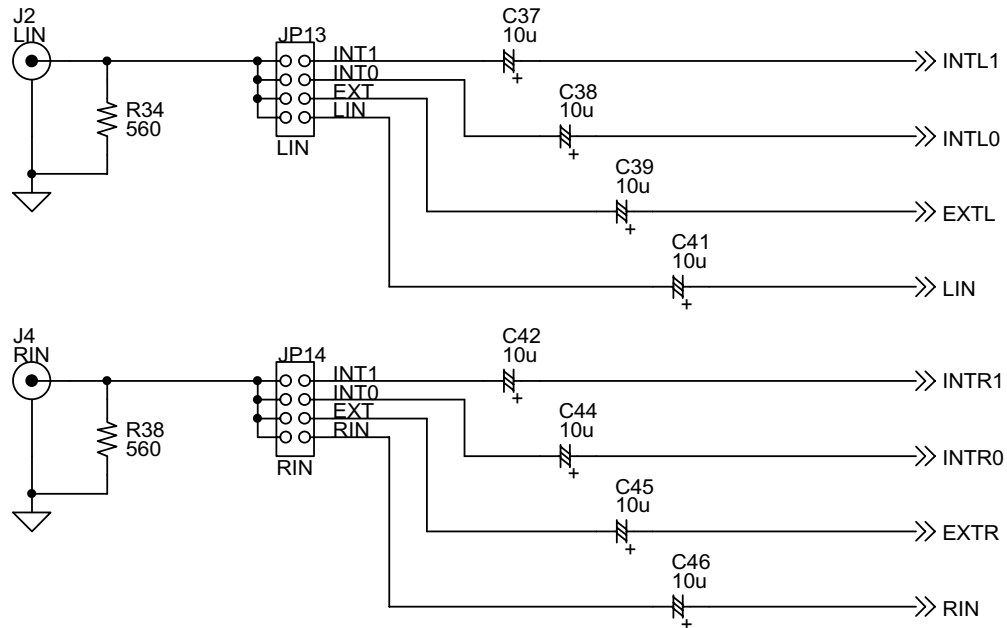 J2
LIN
R34
560
JP13
INT1
INT0
EXT
LIN
LIN
C37
10u
+
INTL1
C38
10u
+
INTL0
C39
10u
+
EXTL
C41
10u
+
LIN
J4
RIN
R38
560
JP14
INT1
INT0
EXT
RIN
RIN
C42
10u
+
INTR1
C44
10u
+
INTR0
C45
10u
+
EXTR
C46
10u
+
RIN